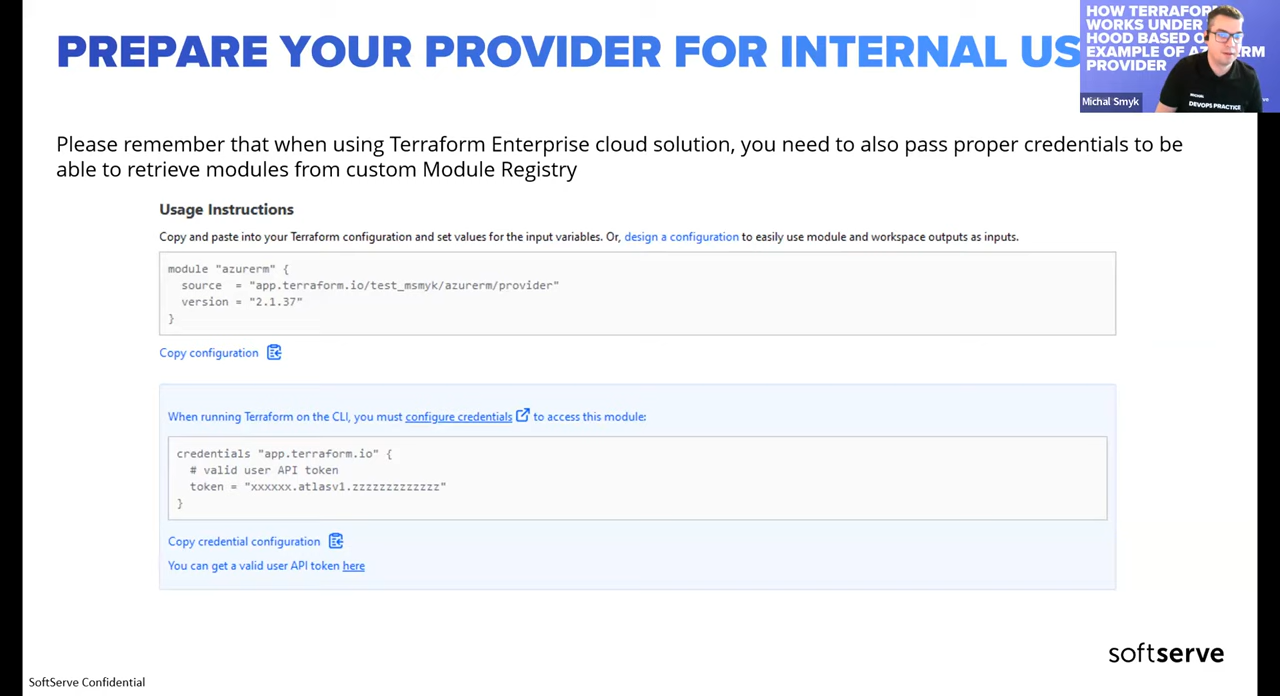 PREPARE YOUR PROVIDER FOR INTERNAL US
HOW TERRAFOR
WORKS UNDER
HOOD BASED O
EXAMPLE OF AZ RM
PROVIDER
Michal Smyk
MICHAL
DEVOPS PRACTICE
Please remember that when using Terraform Enterprise cloud solution, you need to also pass proper credentials to be
able to retrieve modules from custom Module Registry
Usage Instructions
Copy and paste into your Terraform configuration and set values for the input variables. Or, design a configuration to easily use module and workspace outputs as inputs.
module "azurerm" {
source = "app.terraform.io/test_msmyk/azurerm/provider"
version = "2.1.37"
}
Copy configuration
When running Terraform on the CLI, you must configure credentials to access this module:
credentials "app.terraform.io" {
# valid user API token
token = "xxxxxx.atlasv1.zzzzzzzzzzzzz"
}
Copy credential configuration
You can get a valid user API token here
softserve
SoftServe Confidential